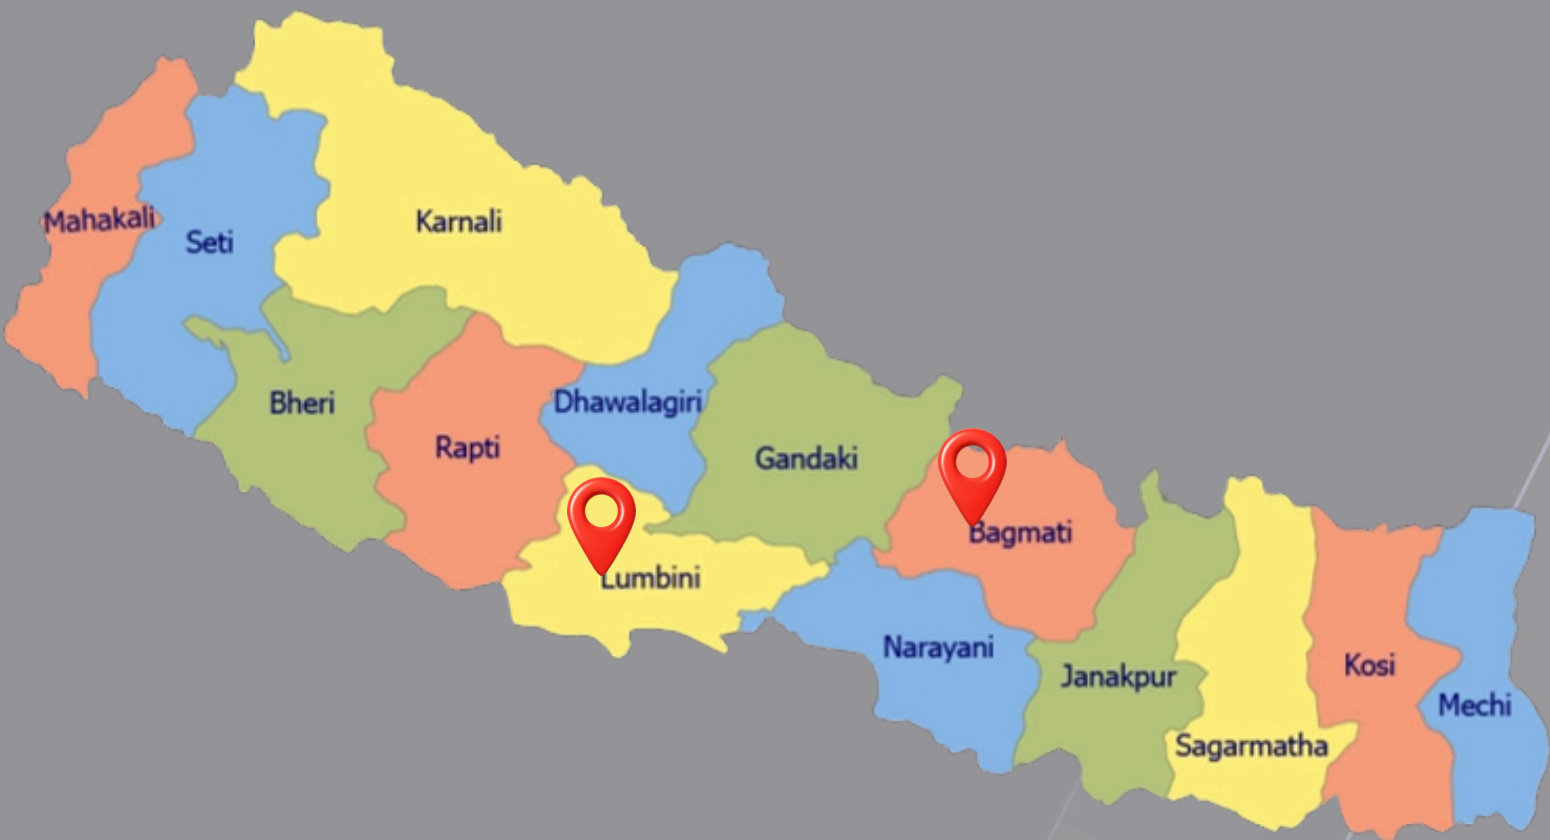 Mahakali
Seti
Karnali
Bheri
Rapti
Dhawalagiri
Gandaki
Lumbini
Bagmati
Narayani
Janakpur
Sagarmatha
Kosi
Mechi